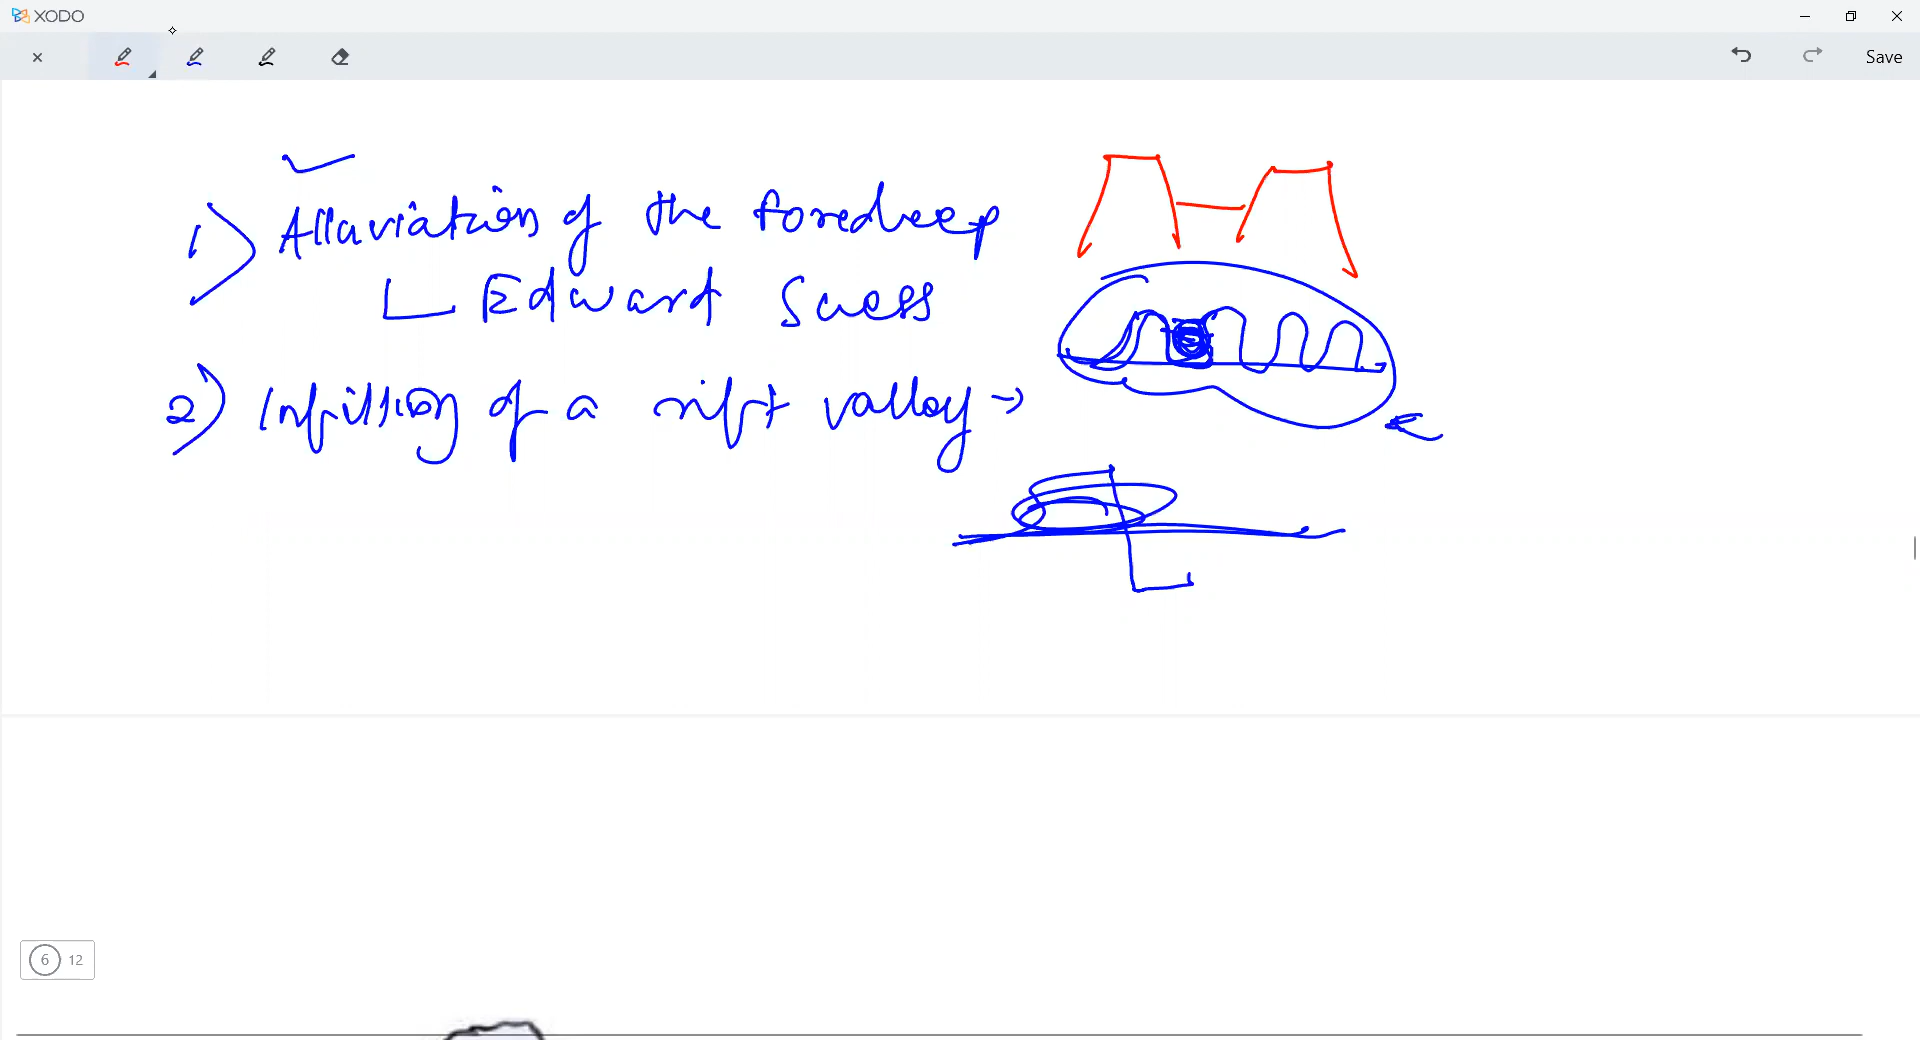 XODO
Save
1) Alluviation of the foredeep
Edward Suess
2) Infilling of a rift valley →
6 12